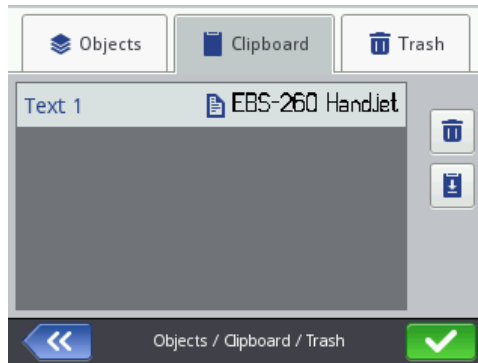 Objects Clipboard Trash
Text 1 EBS-260 HandJet
Objects / Clipboard / Trash